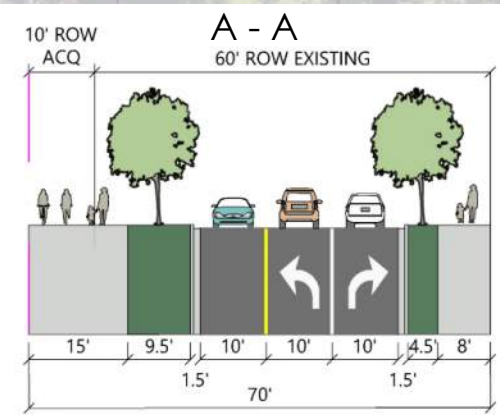 A - A
10' ROW
ACQ
60' ROW EXISTING
15' 9.5' 10' 10' 10' 4.5' 8'
1.5' 1.5'
70'